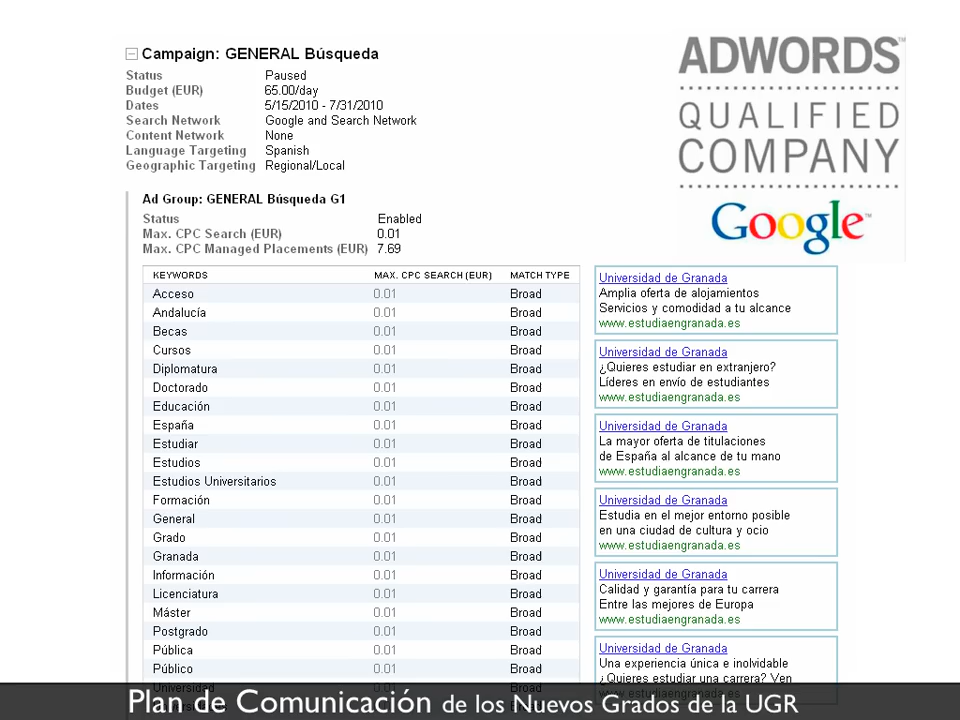 Campaign: GENERAL Búsqueda
Status Paused
Budget (EUR) 65.00/day
Dates 5/15/2010 - 7/31/2010
Search Network Google and Search Network
Content Network None
Language Targeting Spanish
Geographic Targeting Regional/Local
ADWORDS™
QUALIFIED
COMPANY
Google™
Ad Group: GENERAL Búsqueda G1
Status Enabled
Max. CPC Search (EUR) 0.01
Max. CPC Managed Placements (EUR) 7.69
KEYWORDS MAX. CPC SEARCH (EUR) MATCH TYPE
Acceso 0.01 Broad
Andalucía 0.01 Broad
Becas 0.01 Broad
Cursos 0.01 Broad
Diplomatura 0.01 Broad
Doctorado 0.01 Broad
Educación 0.01 Broad
España 0.01 Broad
Estudiar 0.01 Broad
Estudios 0.01 Broad
Estudios Universitarios 0.01 Broad
Formación 0.01 Broad
General 0.01 Broad
Grado 0.01 Broad
Granada 0.01 Broad
Información 0.01 Broad
Licenciatura 0.01 Broad
Máster 0.01 Broad
Postgrado 0.01 Broad
Pública 0.01 Broad
Público 0.01 Broad
Universidad 0.01 Broad
Universidad de Granada
Amplia oferta de alojamientos
Servicios y comodidad a tu alcance
www.estudiaengranada.es
Universidad de Granada
¿Quieres estudiar en extranjero?
Líderes en envío de estudiantes
www.estudiaengranada.es
Universidad de Granada
La mayor oferta de titulaciones
de España al alcance de tu mano
www.estudiaengranada.es
Universidad de Granada
Estudia en el mejor entorno posible
en una ciudad de cultura y ocio
www.estudiaengranada.es
Universidad de Granada
Calidad y garantía para tu carrera
Entre las mejores de Europa
www.estudiaengranada.es
Universidad de Granada
Una experiencia única e inolvidable
¿Quieres estudiar una carrera? Ven
www.estudiaengranada.es
Plan de Comunicación de los Nuevos Grados de la UGR